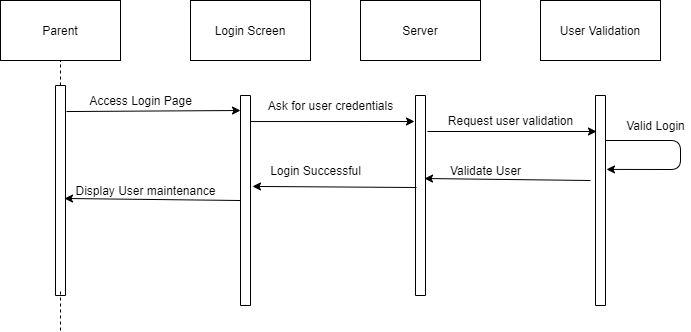 Parent
Login Screen
Server
User Validation
Access Login Page
Ask for user credentials
Request user validation
Valid Login
Login Successful
Validate User
Display User maintenance